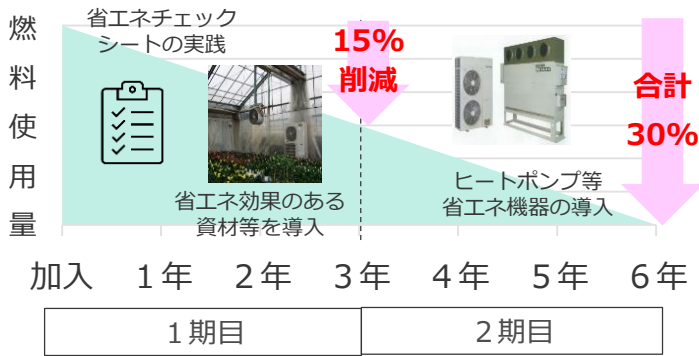 燃料使用量
省エネチェック
シートの実践
15%
削減
合計
30%
省エネ効果のある
資材等を導入
ヒートポンプ等
省エネ機器の導入
加入 1年 2年 3年 4年 5年 6年
1期目 2期目